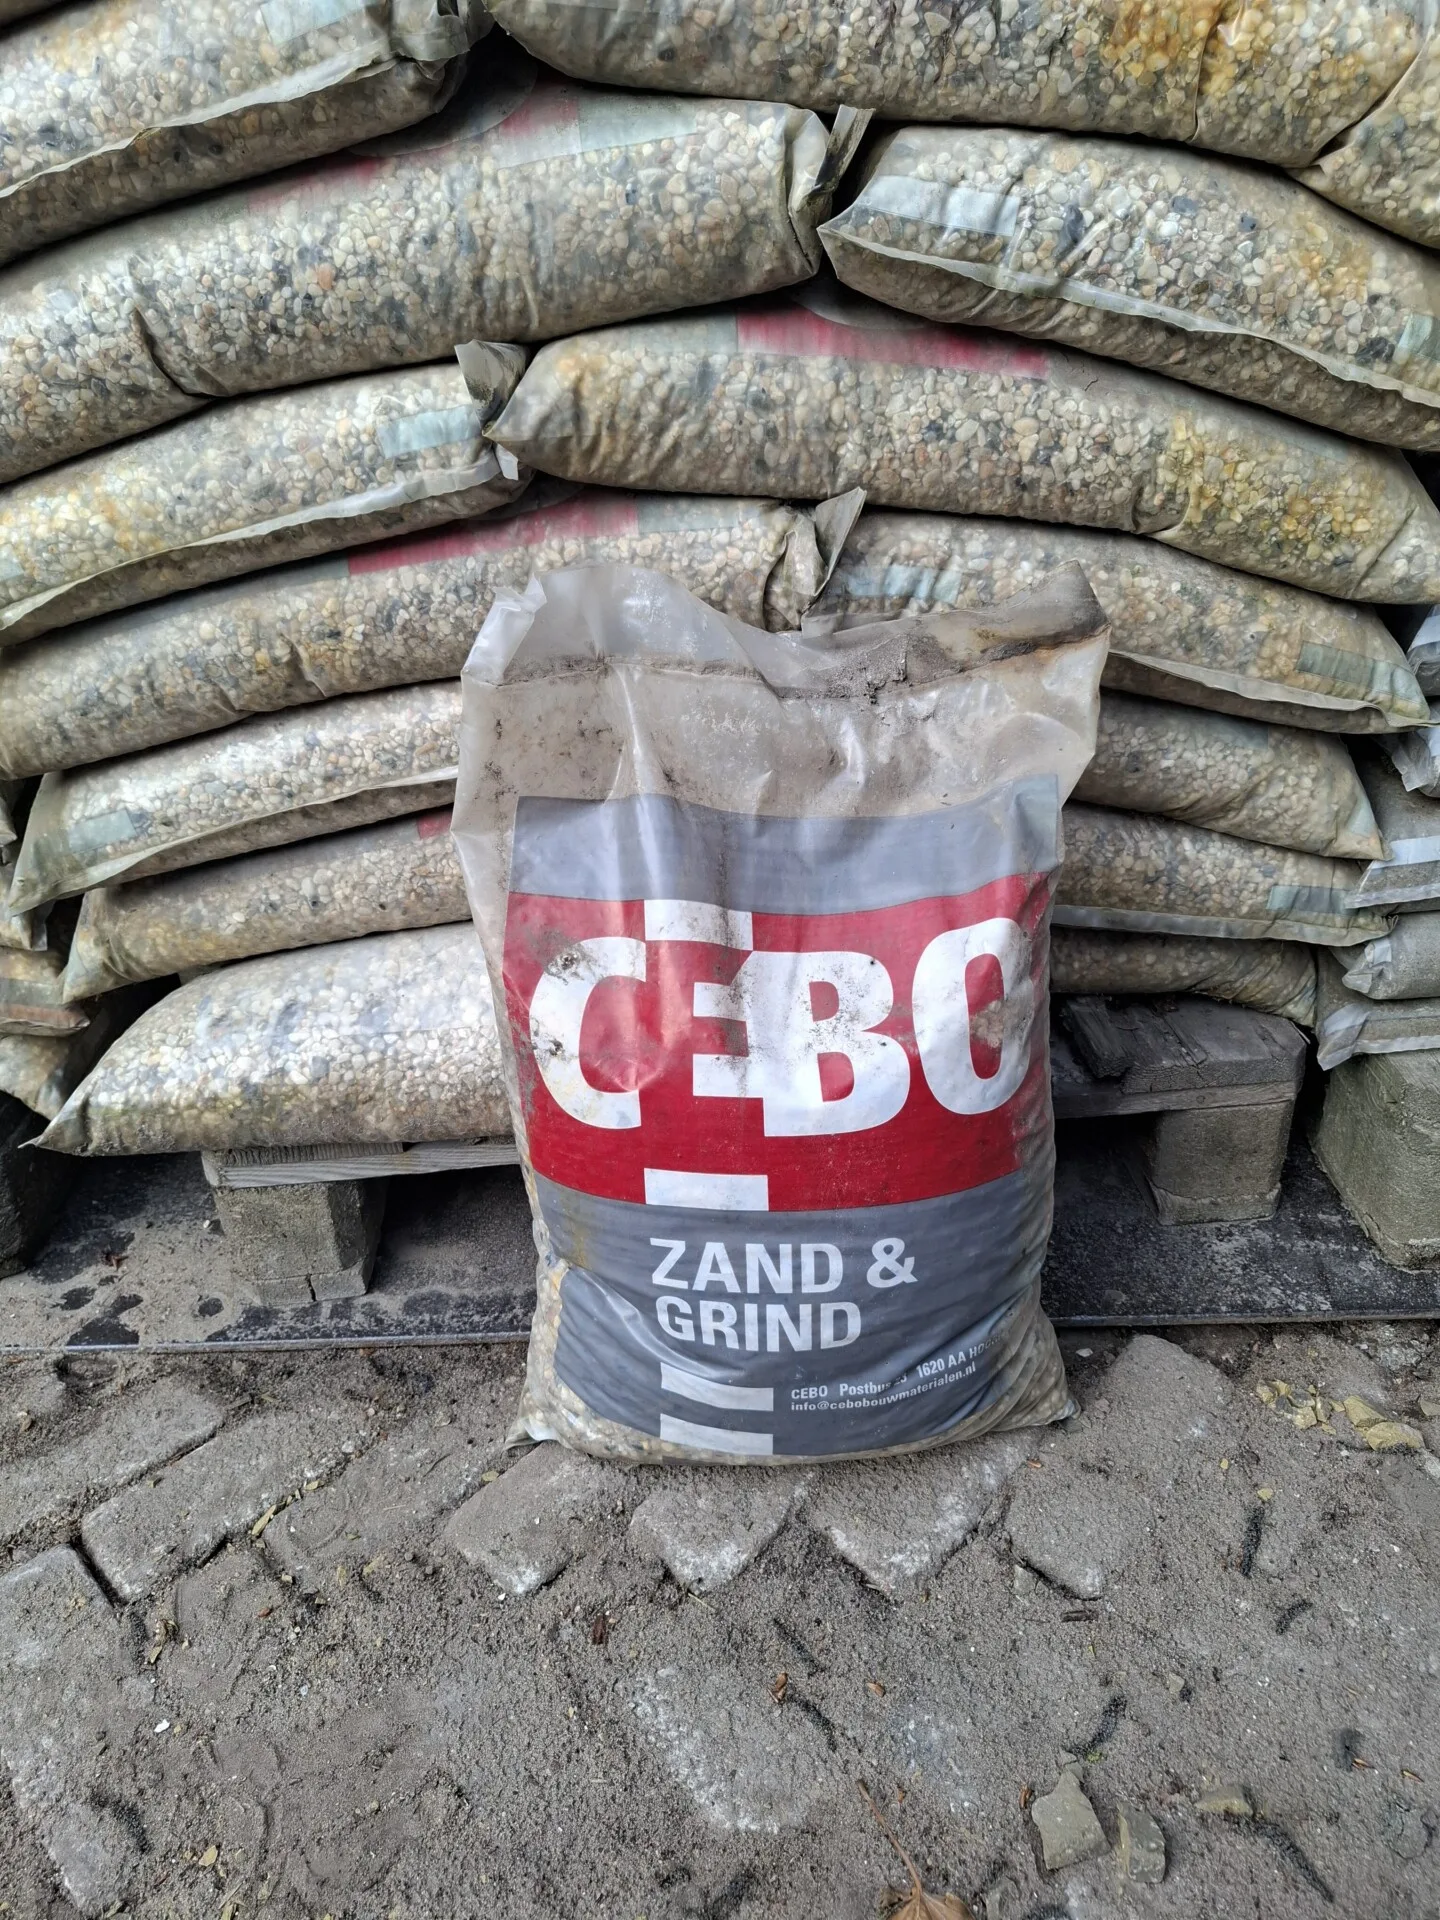 CEBO
ZAND &
GRIND
CEBO Postbus 1620 AA
info@cebobouwmaterialen.nl